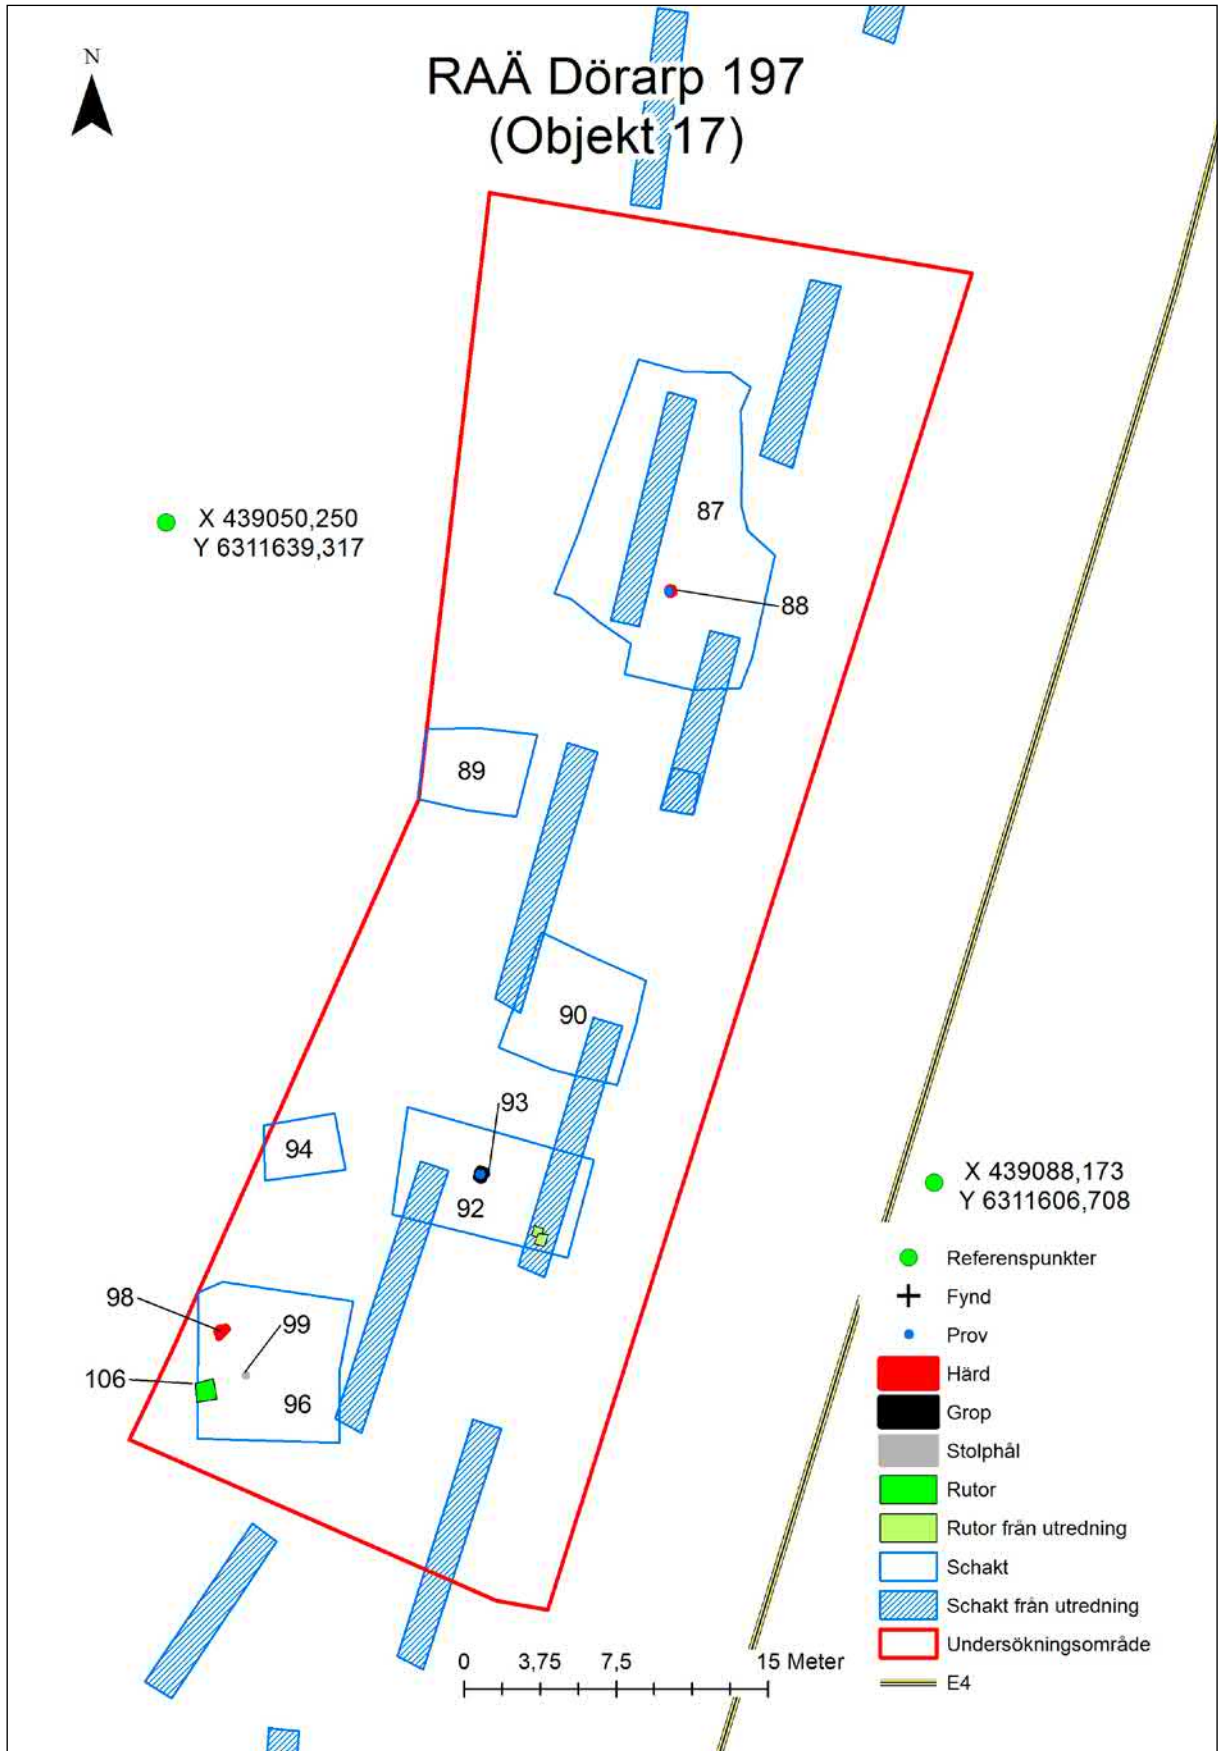 N
RAÄ Dörarp 197
(Objekt 17)
X 439050,250
Y 6311639,317
87
88
89
90
93
94
92
X 439088,173
Y 6311606,708
98
99
106
96
Referenspunkter
Fynd
Prov
Härd
Grop
Stolphål
Rutor
Rutor från utredning
Schakt
Schakt från utredning
Undersökningsområde
E4
0 3,75 7,5 15 Meter